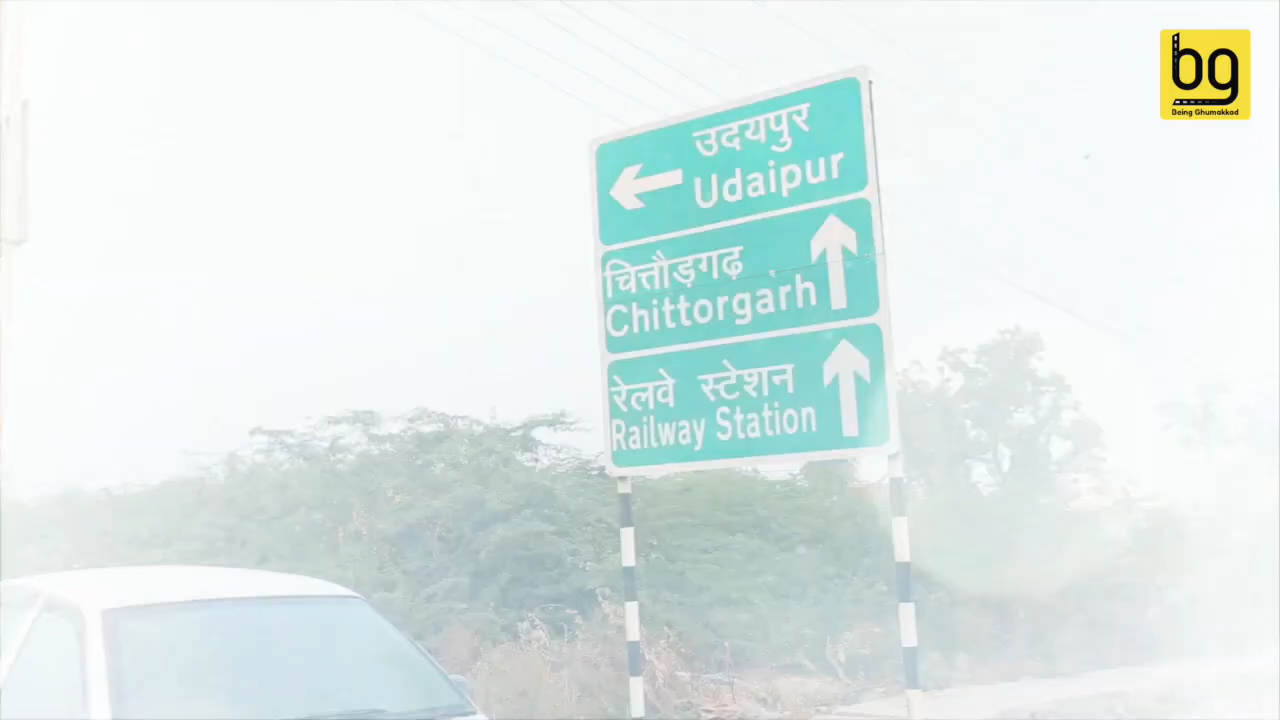 bg
Being Ghumakkad
उदयपुर
Udaipur
चित्तौड़गढ़
Chittorgarh
रेलवे स्टेशन
Railway Station